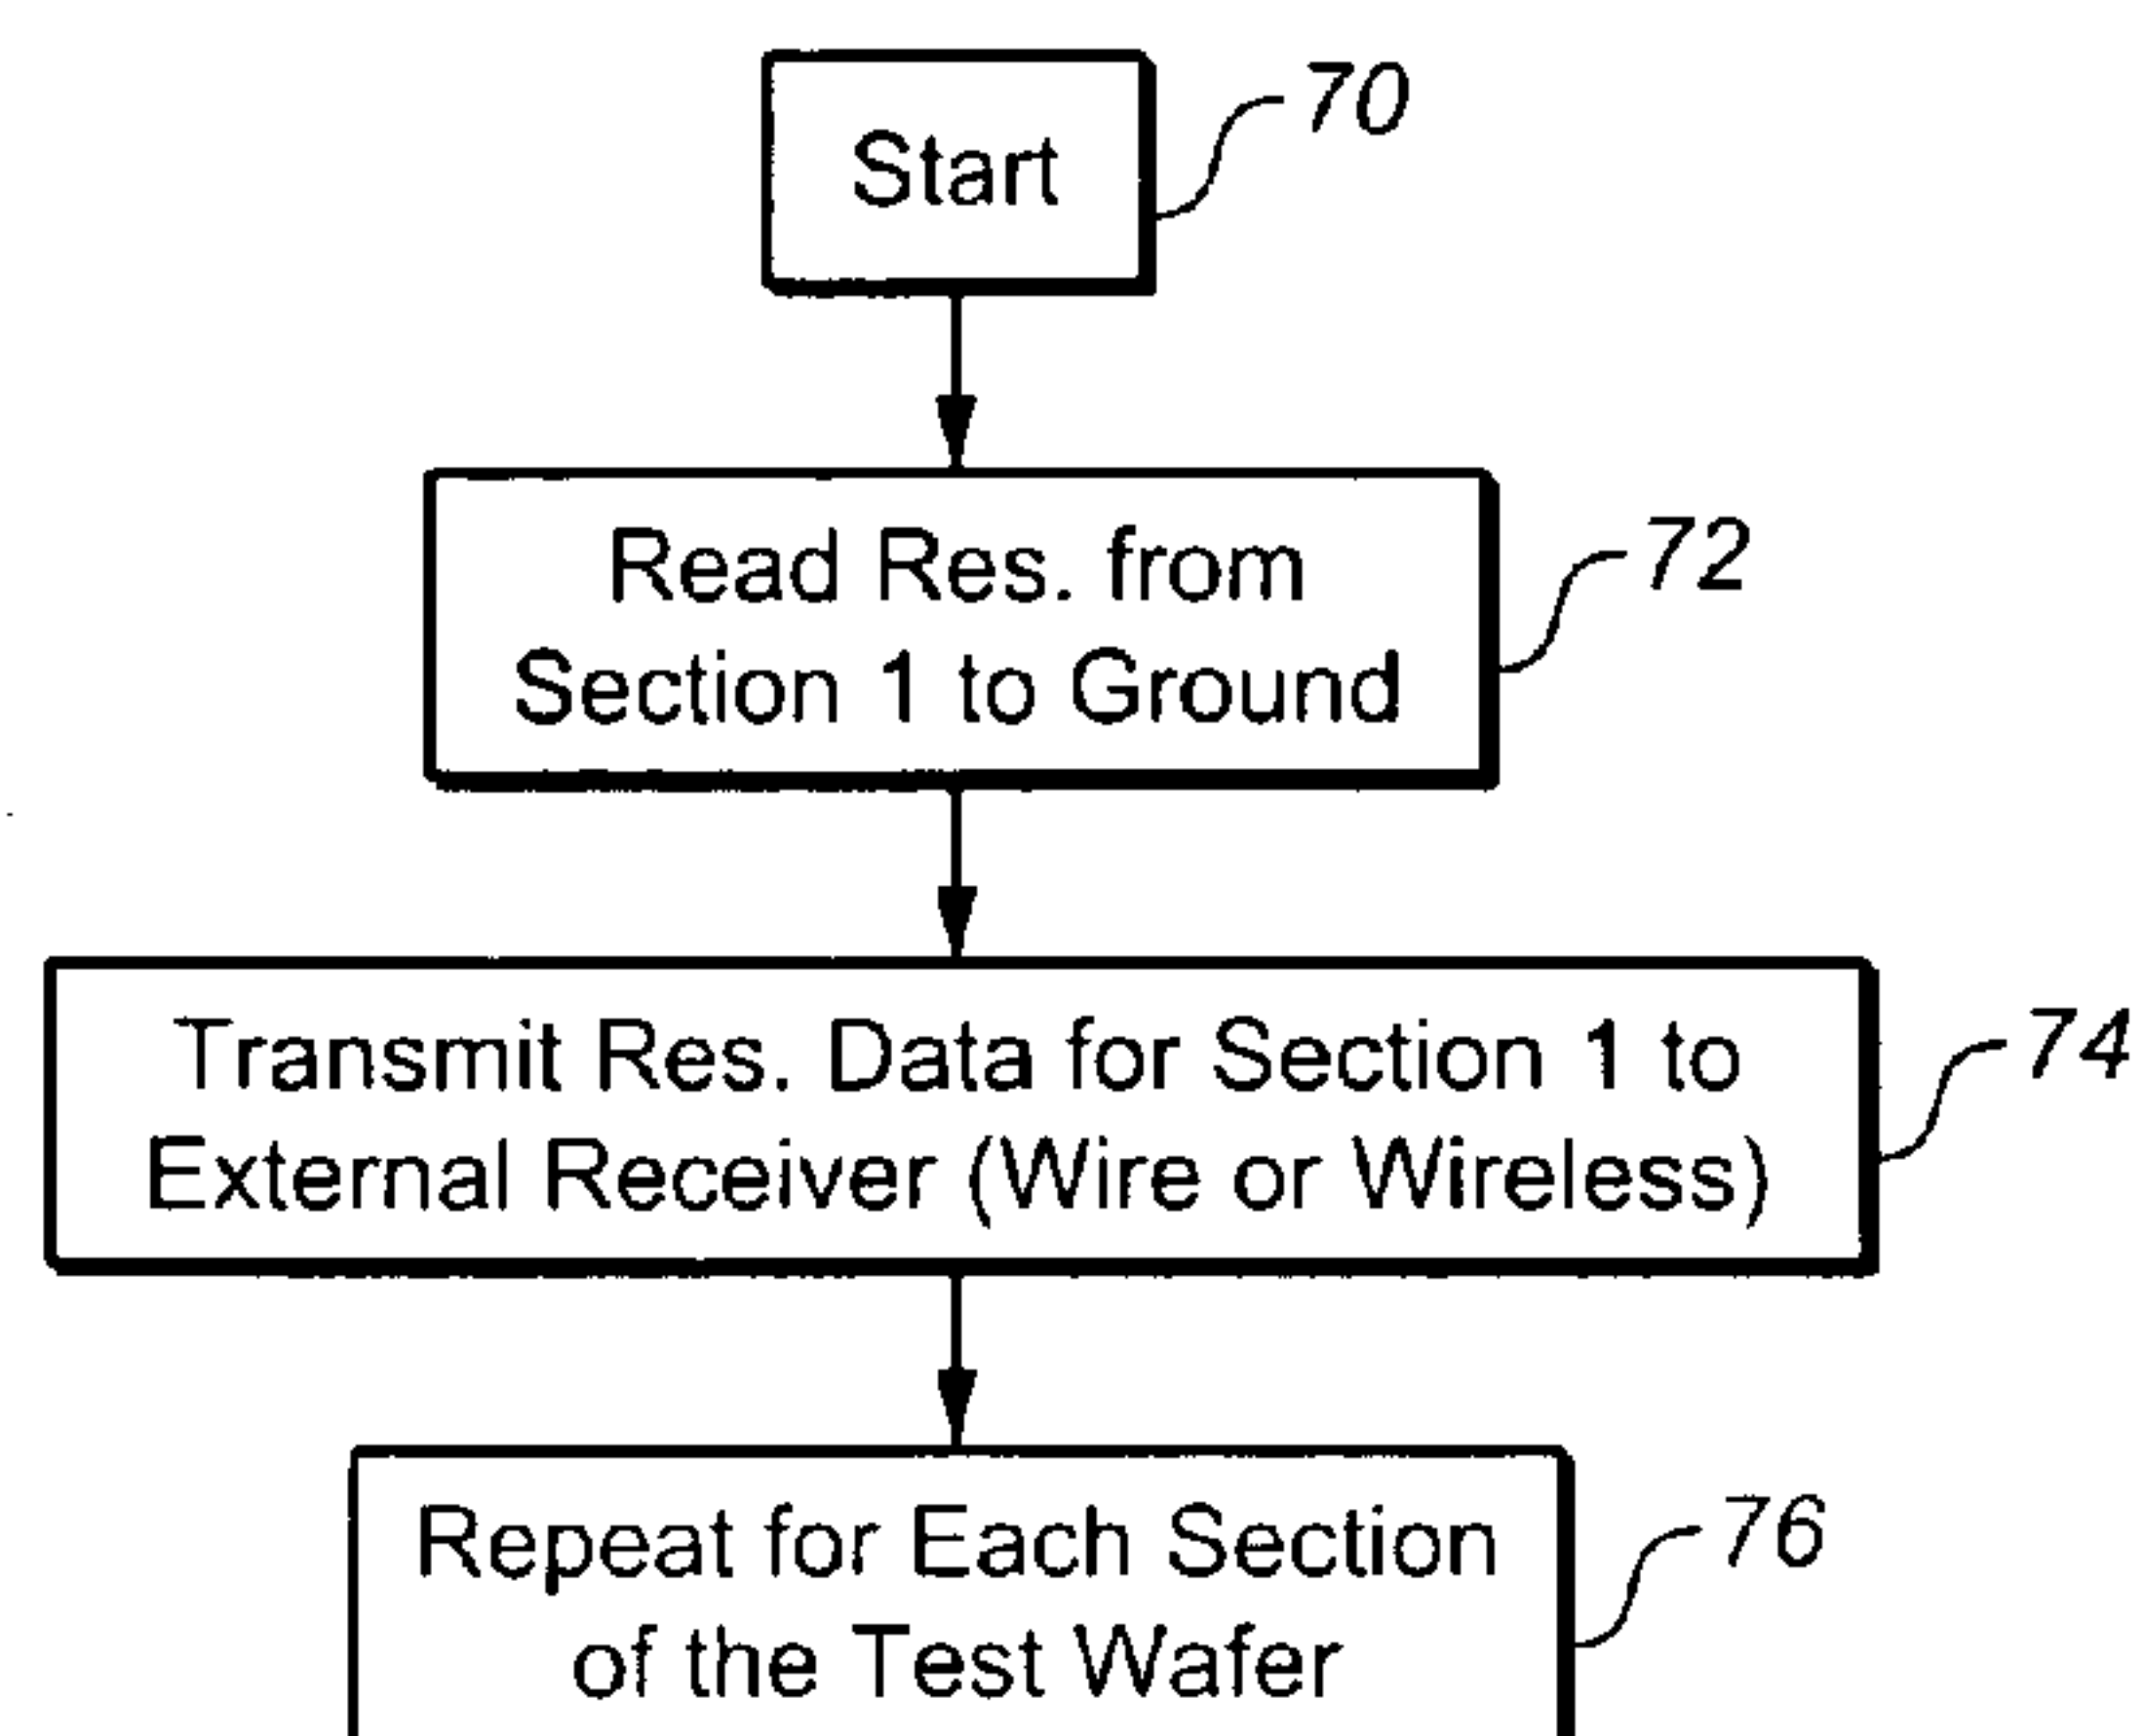 Start
70
Read Res. from
Section 1 to Ground
72
Transmit Res. Data for Section 1 to
External Receiver (Wire or Wireless)
74
Repeat for Each Section
of the Test Wafer
76